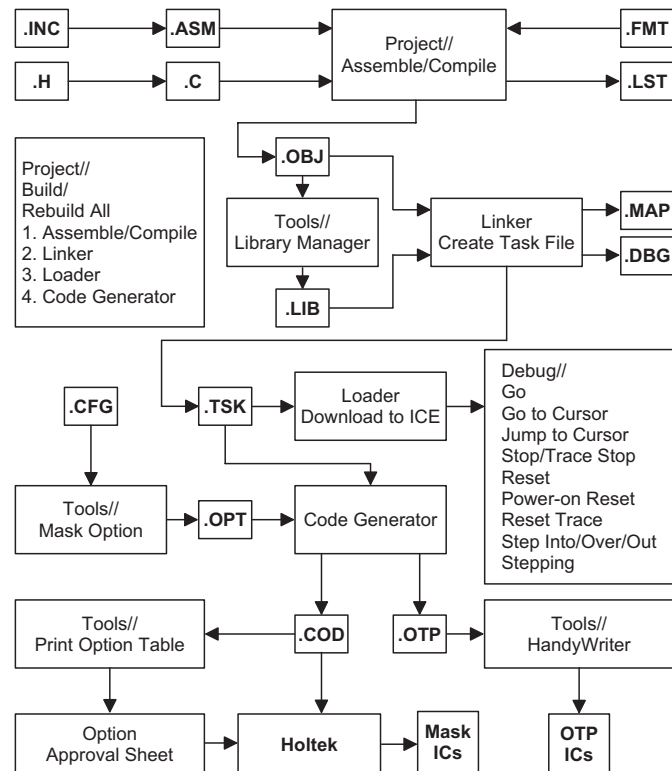 .INC
.ASM
Project//
Assemble/Compile
.FMT
.H
.C
.LST
.OBJ
Project//
Build/
Rebuild All
1. Assemble/Compile
2. Linker
3. Loader
4. Code Generator
Tools//
Library Manager
Linker
Create Task File
.MAP
.DBG
.LIB
.CFG
.TSK
Loader
Download to ICE
Debug//
Go
Go to Cursor
Jump to Cursor
Stop/Trace Stop
Reset
Power-on Reset
Reset Trace
Step Into/Over/Out
Stepping
Tools//
Mask Option
.OPT
Code Generator
Tools//
Print Option Table
.COD
.OTP
Tools//
HandyWriter
Option
Approval Sheet
Holtek
Mask
ICs
OTP
ICs